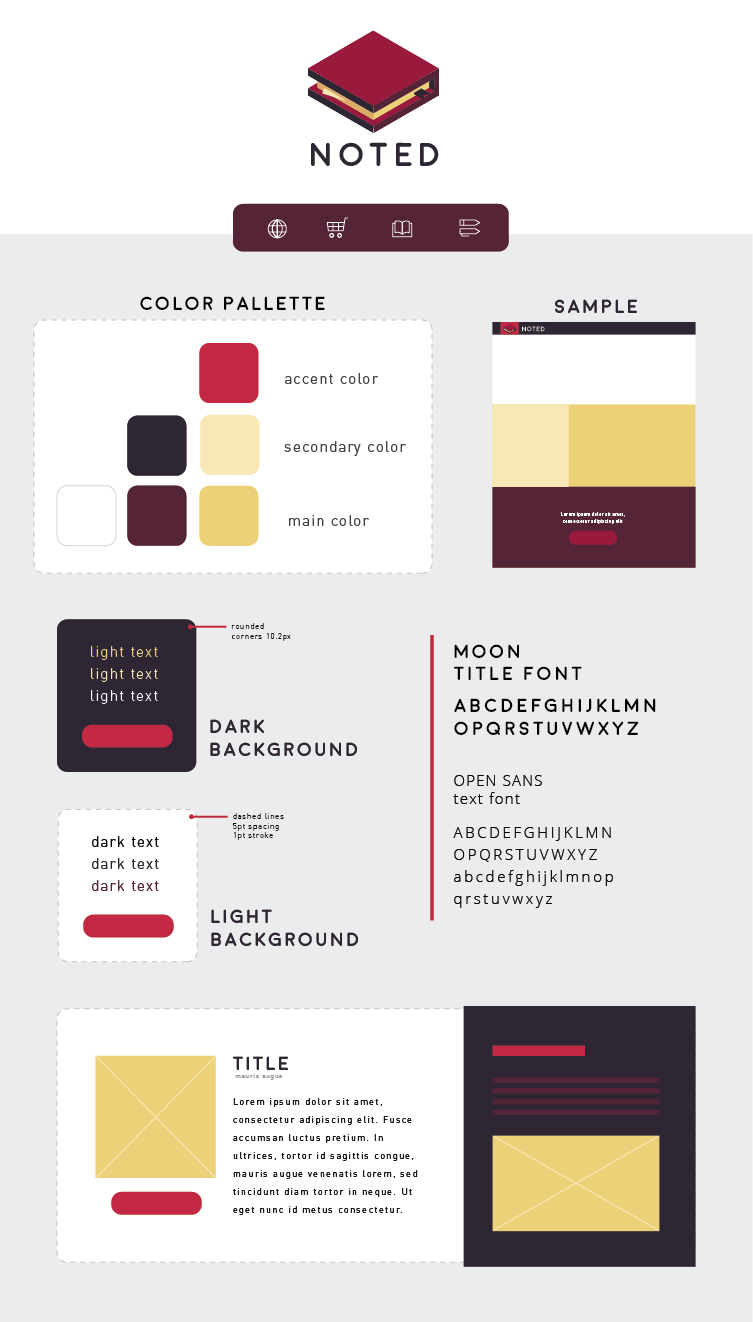 NOTED
COLOR PALLETTE
accent color
secondary color
main color
SAMPLE
NOTED
Lorem ipsum dolor sit amet,
consectetur adipiscing elit
light text
light text
light text
rounded
corners 10.2px
DARK
BACKGROUND
dark text
dark text
dark text
dashed lines
5pt spacing
1pt stroke
LIGHT
BACKGROUND
MOON
TITLE FONT
ABCDEFGHIJKLMN
OPQRSTUVWXYZ
OPEN SANS
text font
ABCDEFGHIJKLMN
OPQRSTUVWXYZ
abcdefghijklmnop
qrstuvwxyz
TITLE
mauris augue
Lorem ipsum dolor sit amet,
consectetur adipiscing elit. Fusce
accumsan luctus pretium. In
ultrices, tortor id sagittis congue,
mauris augue venenatis lorem, sed
tincidunt diam tortor in neque. Ut
eget nunc id metus consectetur.